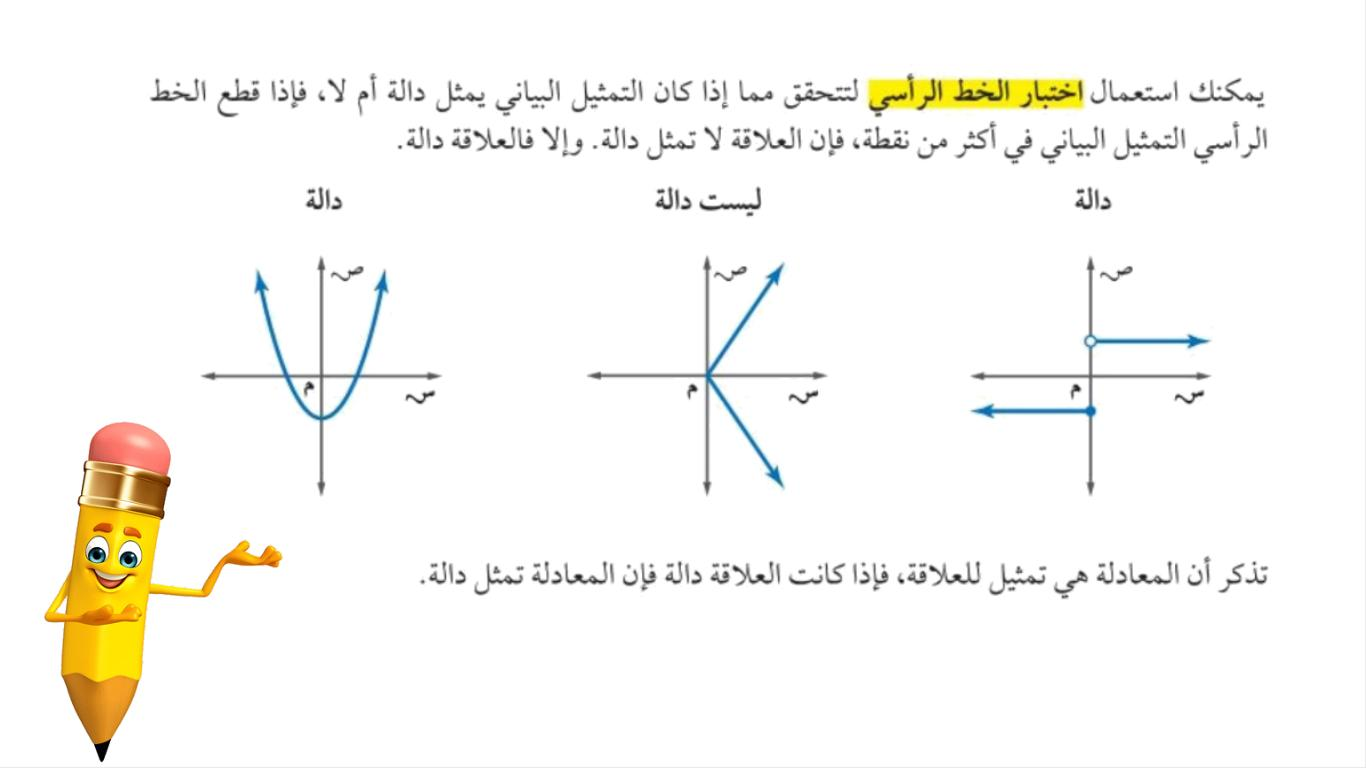 يمكنك استعمال اختبار الخط الرأسي لتتحقق مما إذا كان التمثيل البياني يمثل دالة أم لا، فإذا قطع الخط
الرأسي التمثيل البياني في أكثر من نقطة، فإن العلاقة لا تمثل دالة. وإلا فالعلاقة دالة.
دالة
ليست دالة
دالة
ص
ص
ص
م
س
م
س
م
س
تذكر أن المعادلة هي تمثيل للعلاقة، فإذا كانت العلاقة دالة فإن المعادلة تمثل دالة.